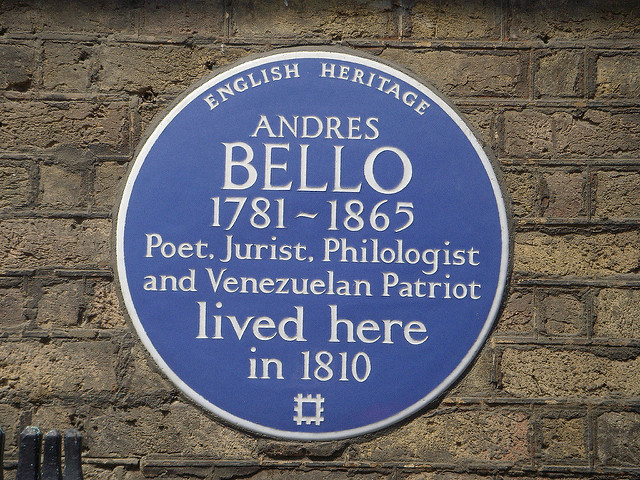 ENGLISH HERITAGE
ANDRES
BELLO
1781 ~ 1865
Poet, Jurist, Philologist
and Venezuelan Patriot
lived here
in 1810